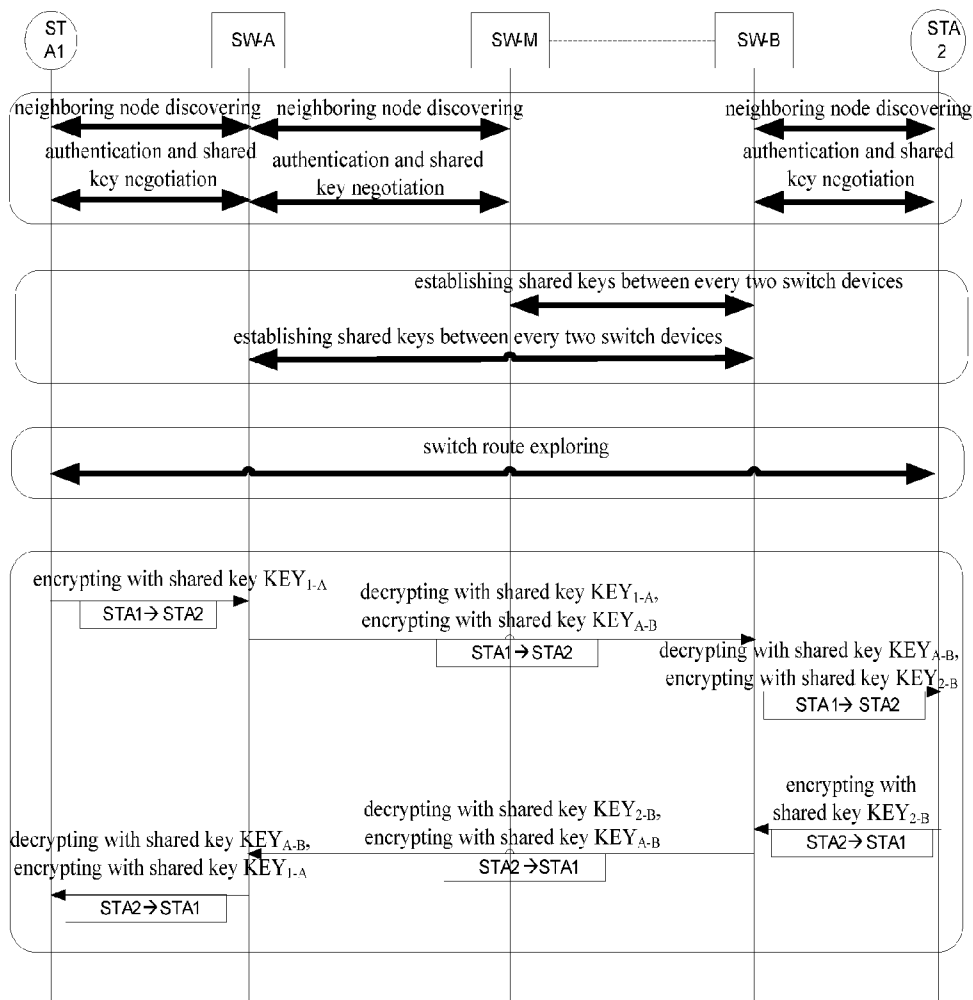 ST
A1
SW-A
SW-M
SW-B
STA
2
neighboring node discovering
neighboring node discovering
neighboring node discovering
authentication and shared
key negotiation
authentication and shared
key negotiation
authentication and shared
key negotiation
establishing shared keys between every two switch devices
establishing shared keys between every two switch devices
switch route exploring
encrypting with shared key KEY1-A
STA1→STA2
decrypting with shared key KEY1-A,
encrypting with shared key KEYA-B
STA1→STA2
decrypting with shared key KEYA-B,
encrypting with shared key KEY2-B
STA1→STA2
encrypting with
shared key KEY2-B
STA2→STA1
decrypting with shared key KEY2-B,
encrypting with shared key KEYA-B
STA2→STA1
decrypting with shared key KEYA-B,
encrypting with shared key KEY1-A
STA2→STA1